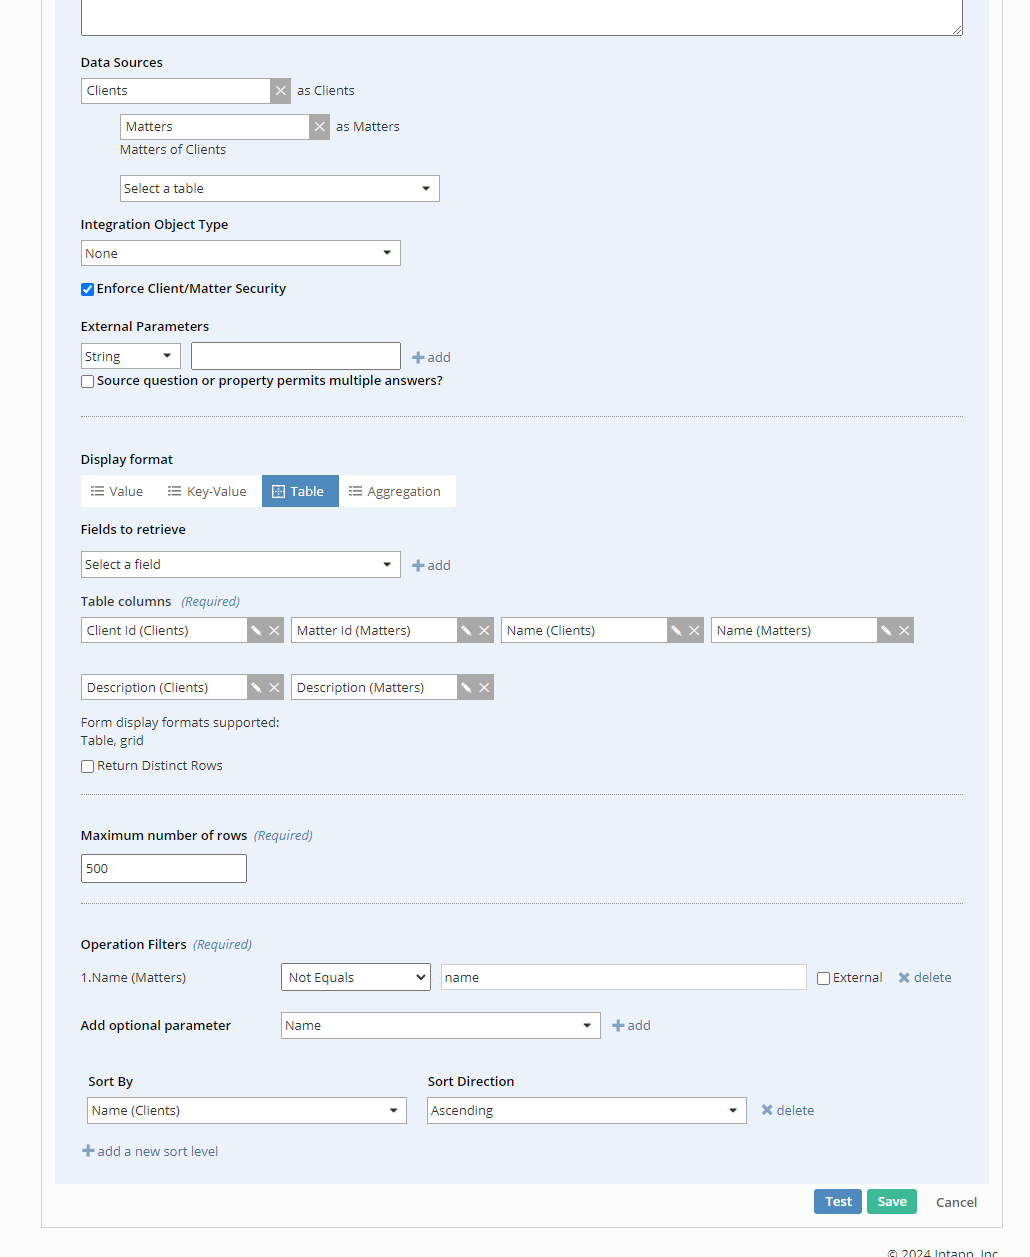 Data Sources
Clients as Clients
Matters as Matters
Matters of Clients
Select a table
Integration Object Type
None
Enforce Client/Matter Security
External Parameters
String add
Source question or property permits multiple answers?
Display format
Value Key-Value Table Aggregation
Fields to retrieve
Select a field add
Table columns (Required)
Client Id (Clients) Matter Id (Matters) Name (Clients) Name (Matters)
Description (Clients) Description (Matters)
Form display formats supported:
Table, grid
Return Distinct Rows
Maximum number of rows (Required)
500
Operation Filters (Required)
1.Name (Matters) Not Equals name External delete
Add optional parameter Name add
Sort By Sort Direction
Name (Clients) Ascending delete
add a new sort level
Test Save Cancel
© 2024 Intapp, Inc